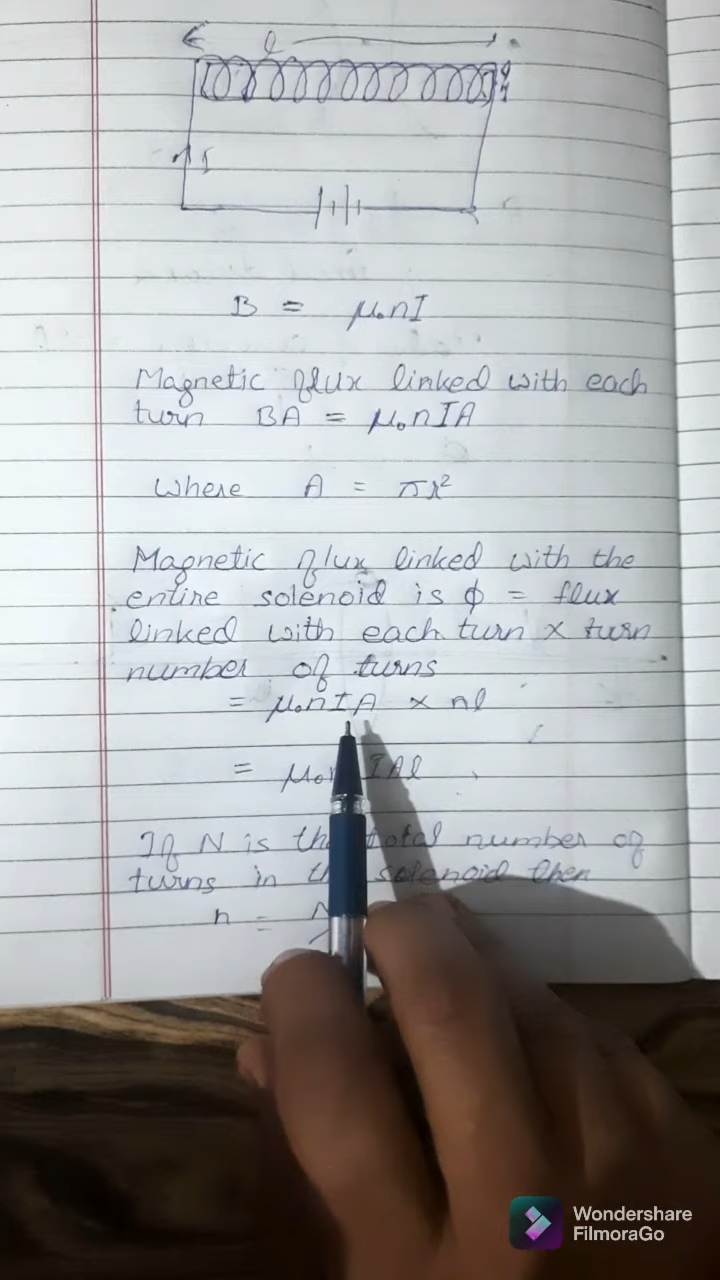 l
I
B = μ₀nI
Magnetic flux linked with each
turn BA = μ₀nIA
Where A = πr²
Magnetic flux linked with the
entire solenoid is ϕ = flux
linked with each turn × turn
number of turns
= μ₀nIA × nl
= μ₀ IAl
If N is the total number of
turns in the solenoid then
n = N
Wondershare
FilmoraGo